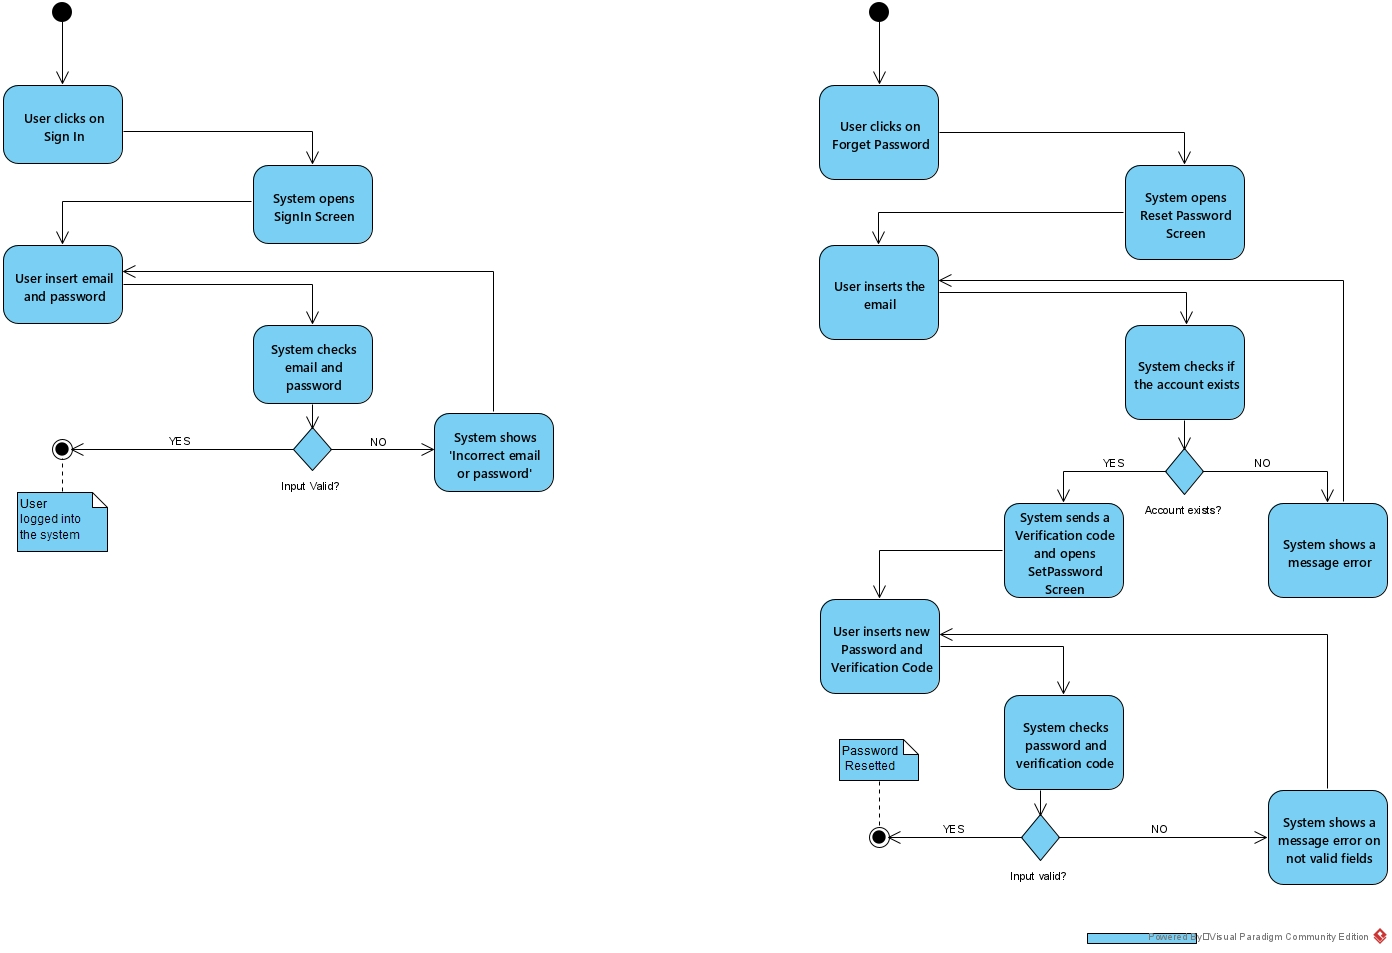 User clicks on
Sign In
System opens
SignIn Screen
User insert email
and password
System checks
email and
password
YES
NO
Input Valid?
System shows
'Incorrect email
or password'
User
logged into
the system
User clicks on
Forget Password
System opens
Reset Password
Screen
User inserts the
email
System checks if
the account exists
YES
NO
Account exists?
System sends a
Verification code
and opens
SetPassword
Screen
System shows a
message error
User inserts new
Password and
Verification Code
System checks
password and
verification code
Password
Resetted
YES
NO
Input valid?
System shows a
message error on
not valid fields
Powered By Visual Paradigm Community Edition